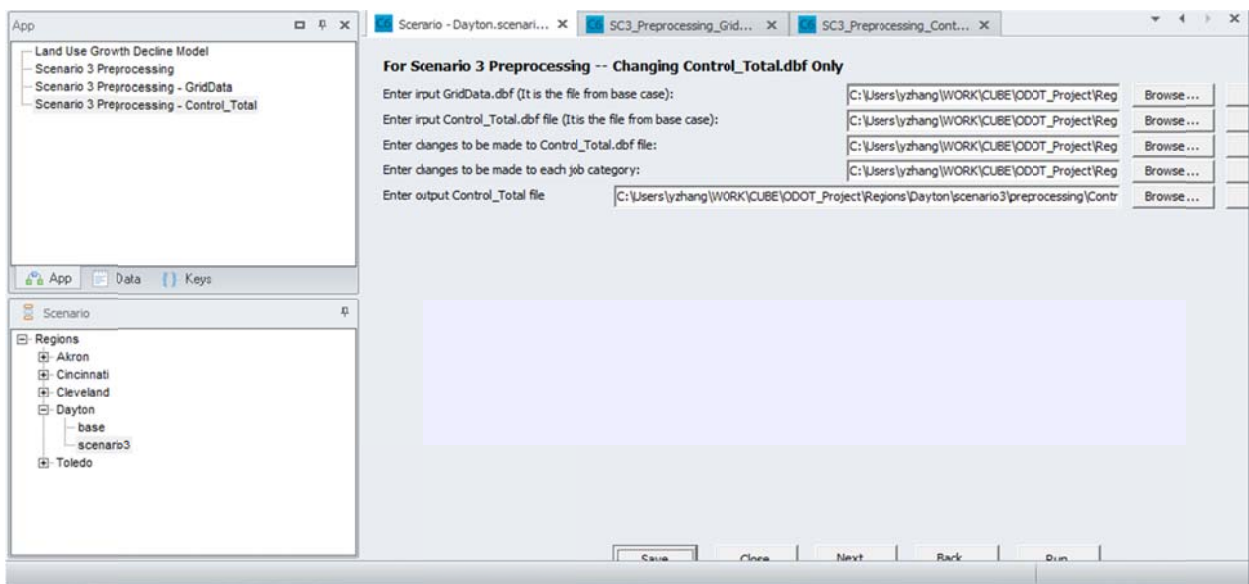 App
Land Use Growth Decline Model
Scenario 3 Preprocessing
Scenario 3 Preprocessing - GridData
Scenario 3 Preprocessing - Control_Total
App Data Keys
Scenario
Regions
Akron
Cincinnati
Cleveland
Dayton
base
scenario3
Toledo
Scenario - Dayton.scenari... SC3_Preprocessing_Grid... SC3_Preprocessing_Cont...
For Scenario 3 Preprocessing -- Changing Control_Total.dbf Only
Enter input GridData.dbf (It is the file from base case): C:\Users\yzhang\WORK\CUBE\ODOT_Project\Reg Browse...
Enter input Control_Total.dbf file (Itis the file from base case): C:\Users\yzhang\WORK\CUBE\ODOT_Project\Reg Browse...
Enter changes to be made to Control_Total.dbf file: C:\Users\yzhang\WORK\CUBE\ODOT_Project\Reg Browse...
Enter changes to be made to each job category: C:\Users\yzhang\WORK\CUBE\ODOT_Project\Reg Browse...
Enter output Control_Total file C:\Users\yzhang\WORK\CUBE\ODOT_Project\Regions\Dayton\scenario3\preprocessing\Contr Browse...
Save Close Next Back Run